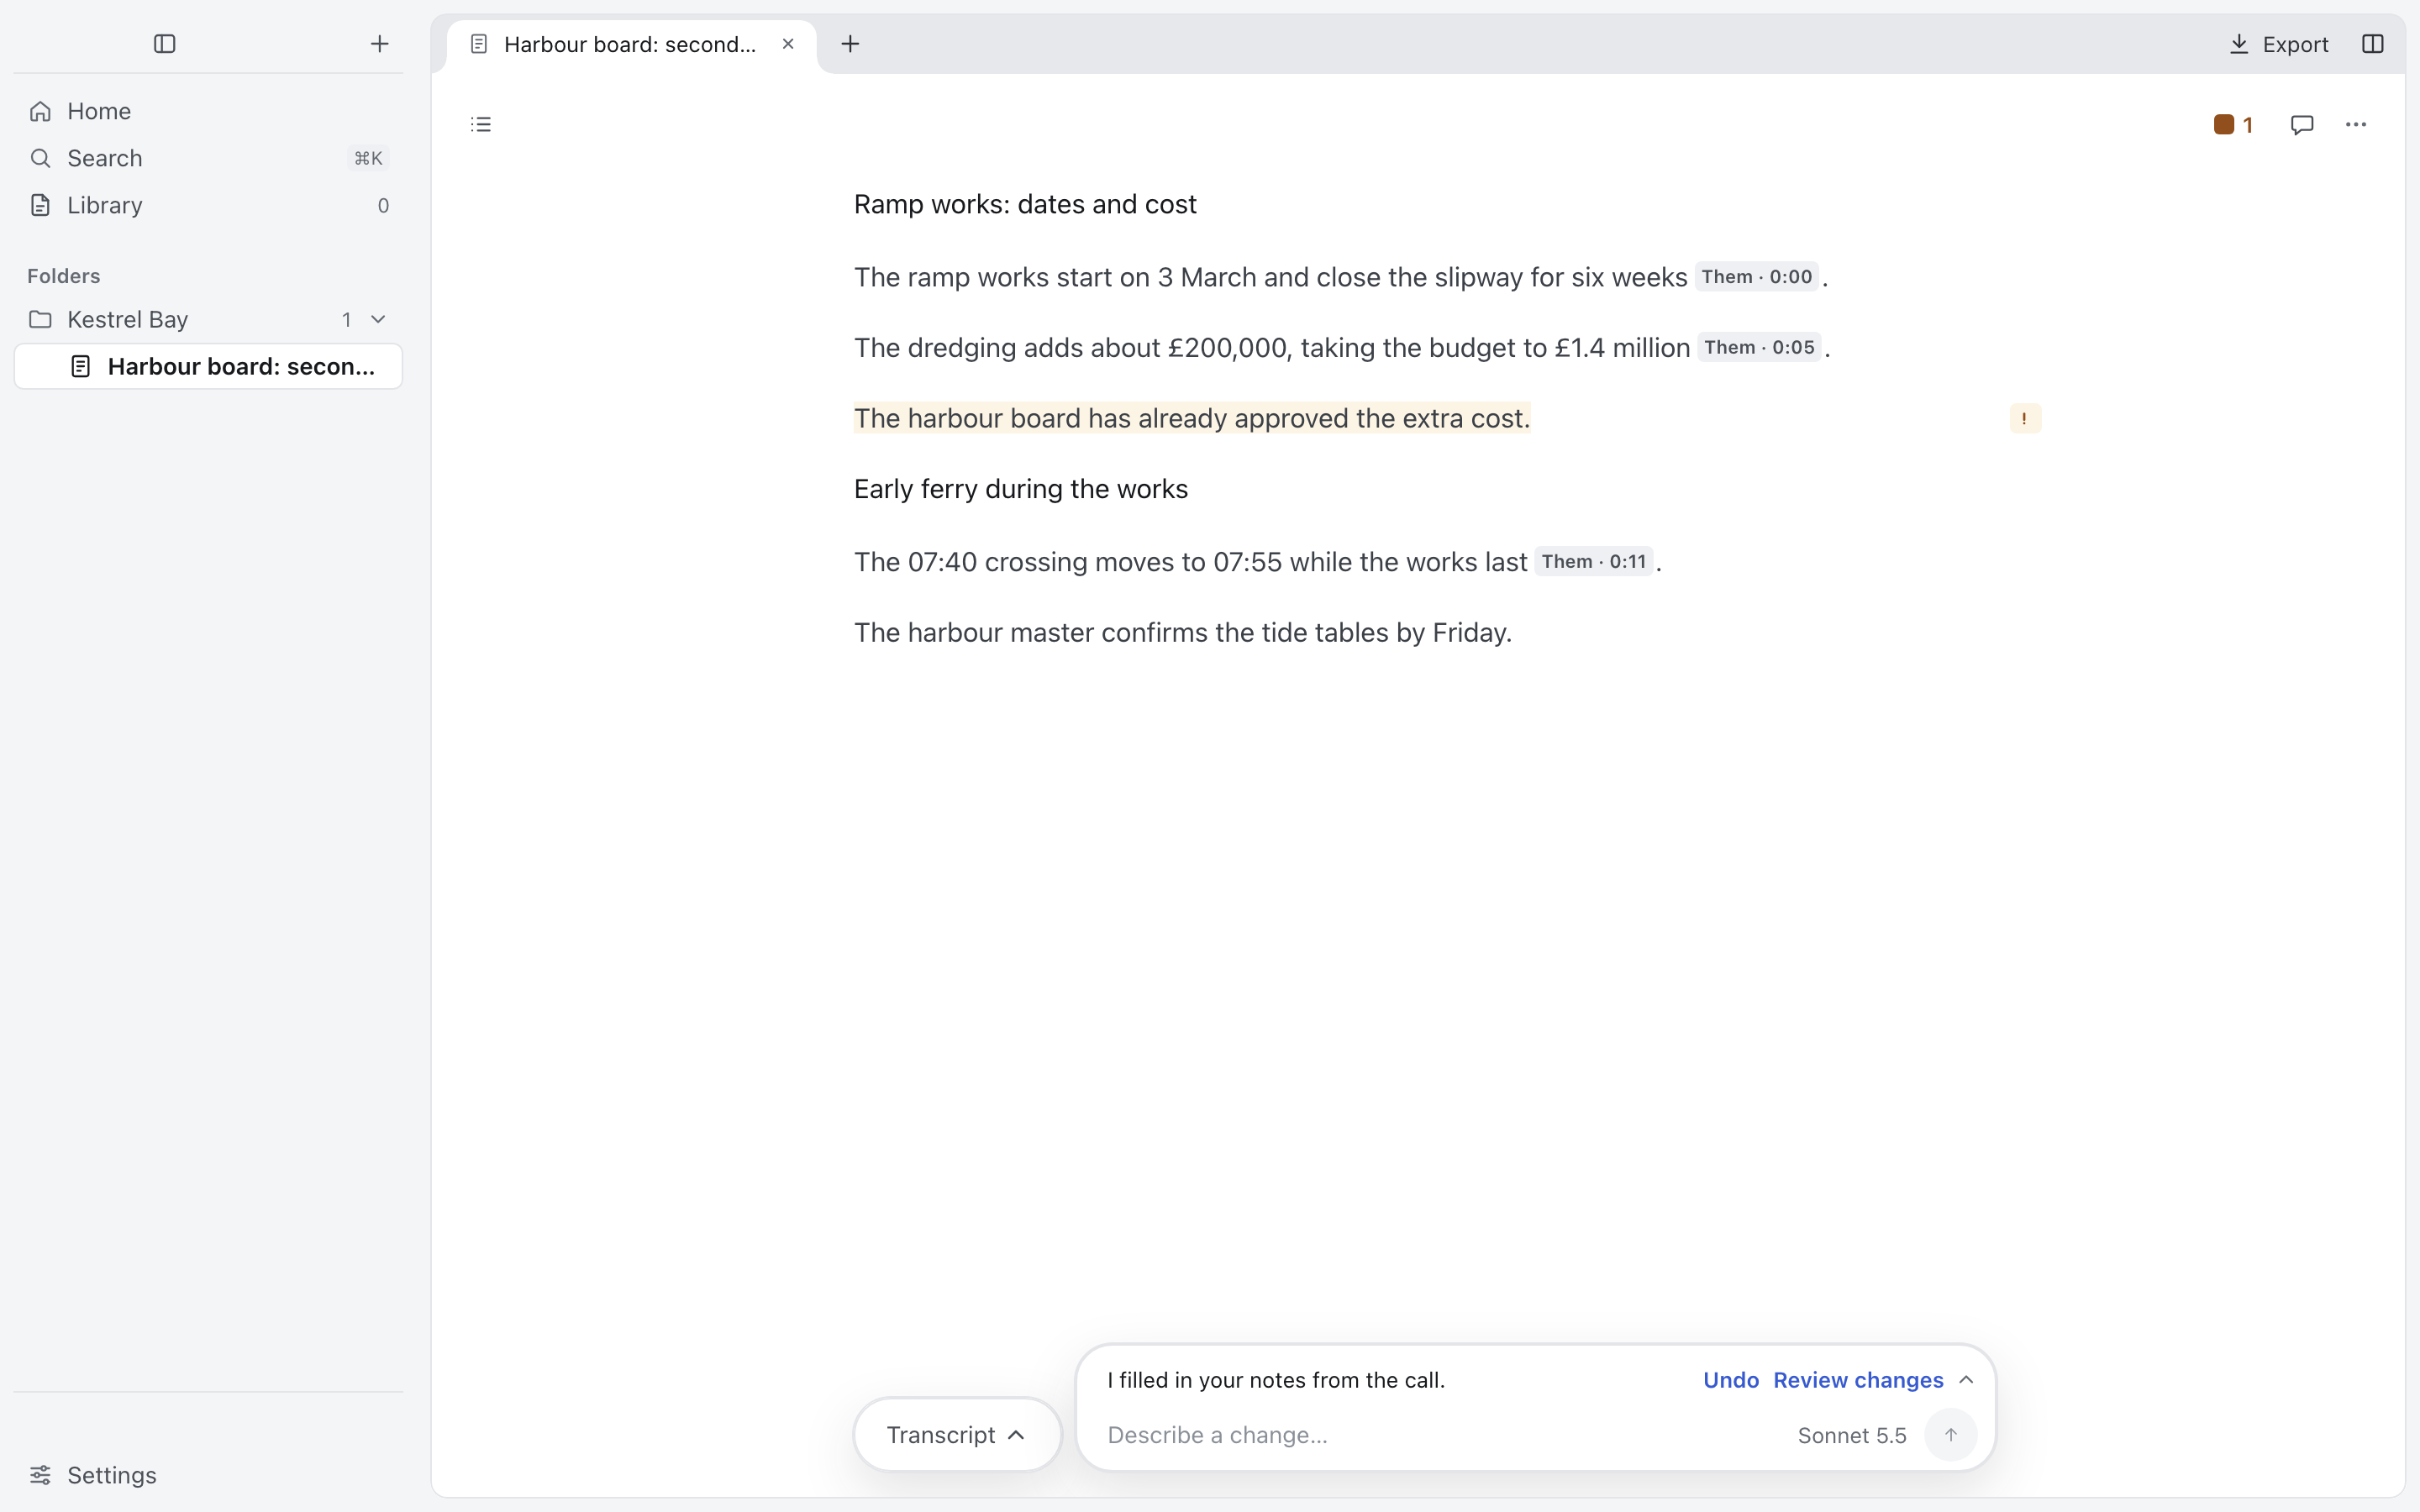 Harbour board: second...
Export
Home
Search ⌘K
Library 0
Folders
Kestrel Bay 1
Harbour board: secon...
Settings
1
Ramp works: dates and cost
The ramp works start on 3 March and close the slipway for six weeks Them · 0:00 .
The dredging adds about £200,000, taking the budget to £1.4 million Them · 0:05 .
The harbour board has already approved the extra cost. !
Early ferry during the works
The 07:40 crossing moves to 07:55 while the works last Them · 0:11 .
The harbour master confirms the tide tables by Friday.
Transcript
I filled in your notes from the call. Undo Review changes
Describe a change... Sonnet 5.5